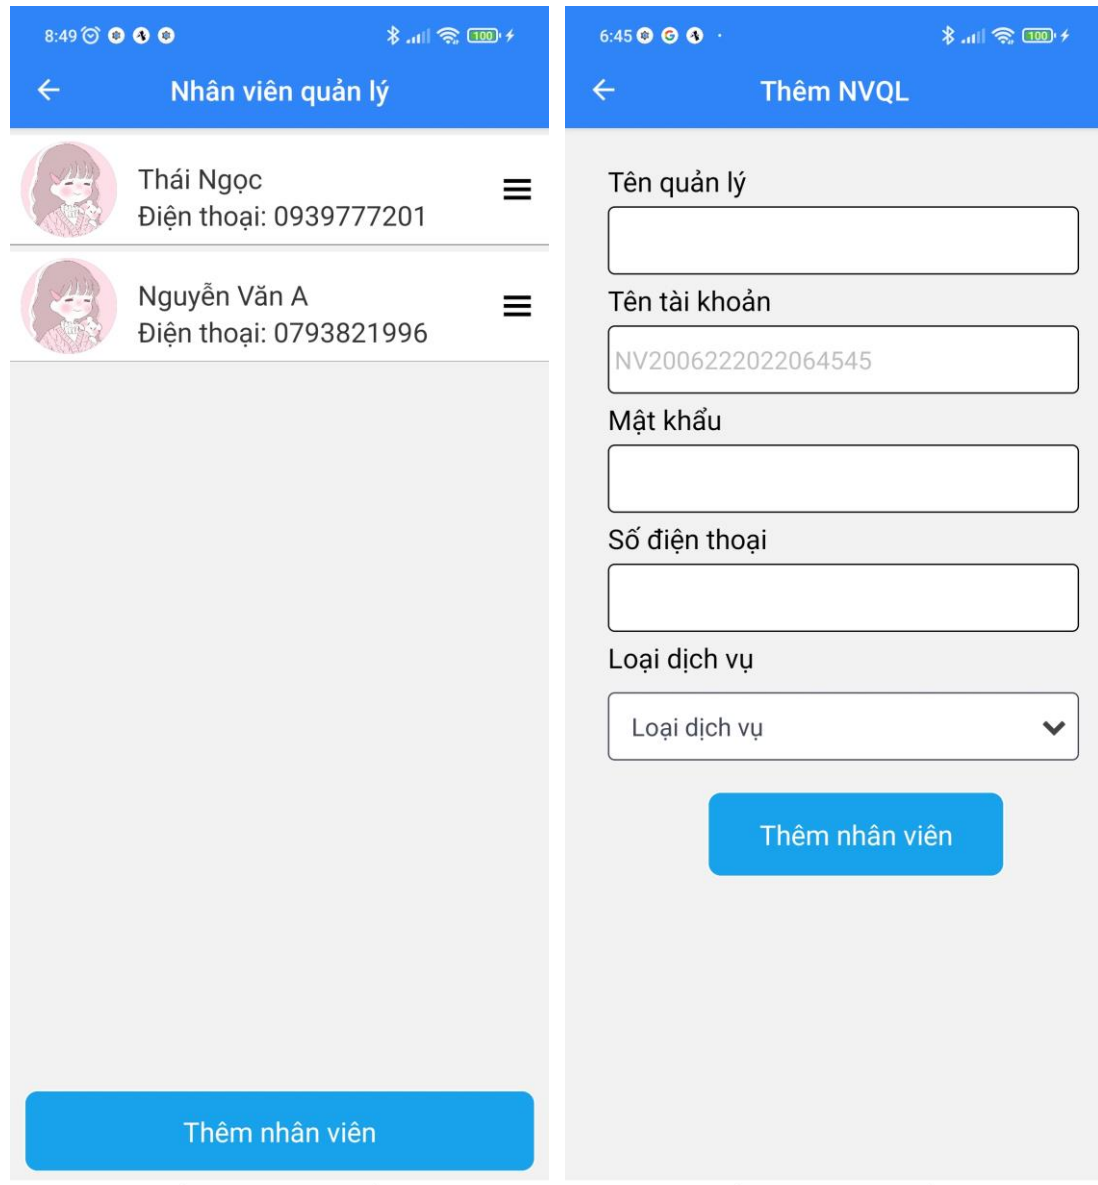 8:49
100
Nhân viên quản lý
Thái Ngọc
Điện thoại: 0939777201
Nguyễn Văn A
Điện thoại: 0793821996
Thêm nhân viên
6:45
100
Thêm NVQL
Tên quản lý
Tên tài khoản
NV2006222022064545
Mật khẩu
Số điện thoại
Loại dịch vụ
Loại dịch vụ
Thêm nhân viên